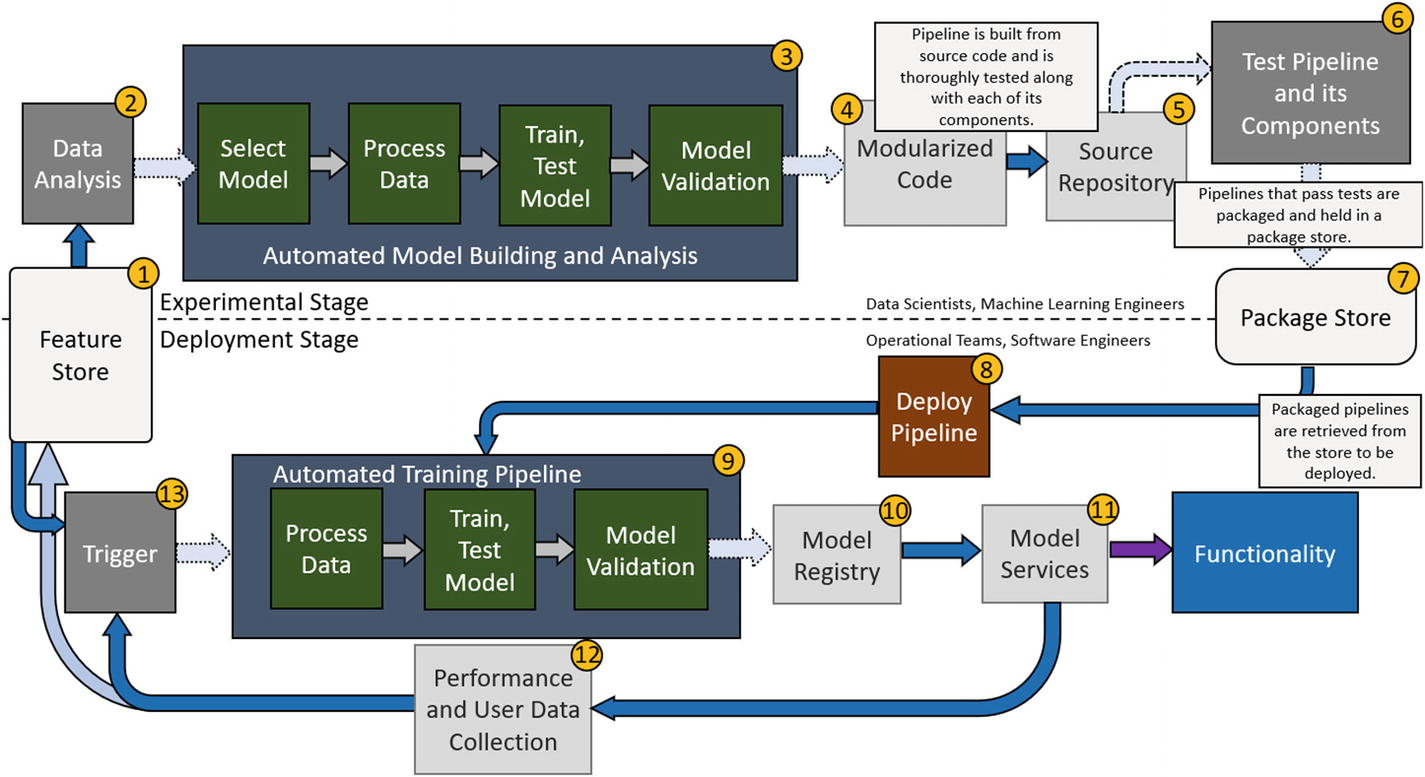 1
Feature
Store
2
Data
Analysis
3
Select
Model
Process
Data
Train,
Test
Model
Model
Validation
Automated Model Building and Analysis
4
Modularized
Code
Pipeline is built from
source code and is
thoroughly tested along
with each of its
components.
5
Source
Repository
6
Test Pipeline
and its
Components
Pipelines that pass tests are
packaged and held in a
package store.
7
Package Store
Experimental Stage
Data Scientists, Machine Learning Engineers
Deployment Stage
Operational Teams, Software Engineers
Packaged pipelines
are retrieved from
the store to be
deployed.
8
Deploy
Pipeline
9
Automated Training Pipeline
Process
Data
Train,
Test
Model
Model
Validation
10
Model
Registry
11
Model
Services
Functionality
12
Performance
and User Data
Collection
13
Trigger